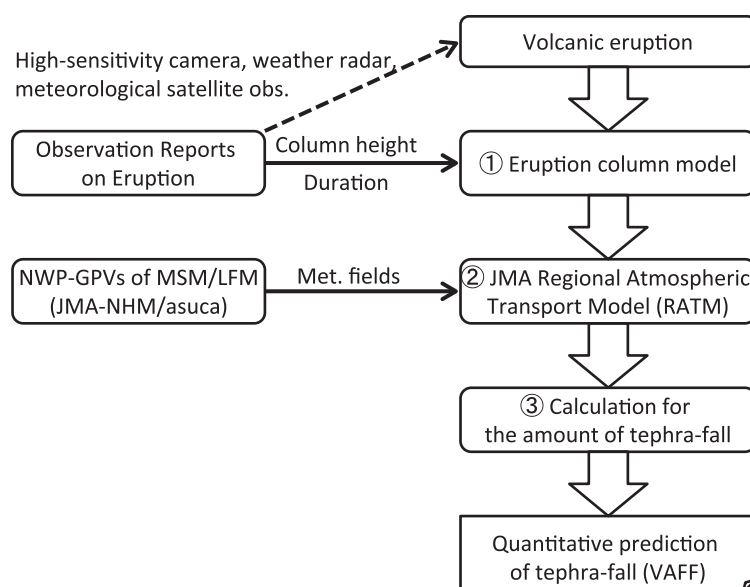 Volcanic eruption
High-sensitivity camera, weather radar,
meteorological satellite obs.
Observation Reports
on Eruption
Column height
Duration
① Eruption column model
NWP-GPVs of MSM/LFM
(JMA-NHM/asuca)
Met. fields
② JMA Regional Atmospheric
Transport Model (RATM)
③ Calculation for
the amount of tephra-fall
Quantitative prediction
of tephra-fall (VAFF)